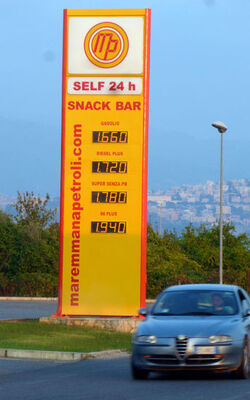 mp
SELF 24 h
SNACK BAR
GASOLIO
1.660
DIESEL PLUS
1.720
SUPER SENZA PB
1.780
98 PLUS
1.940
maremmanapetroli.com